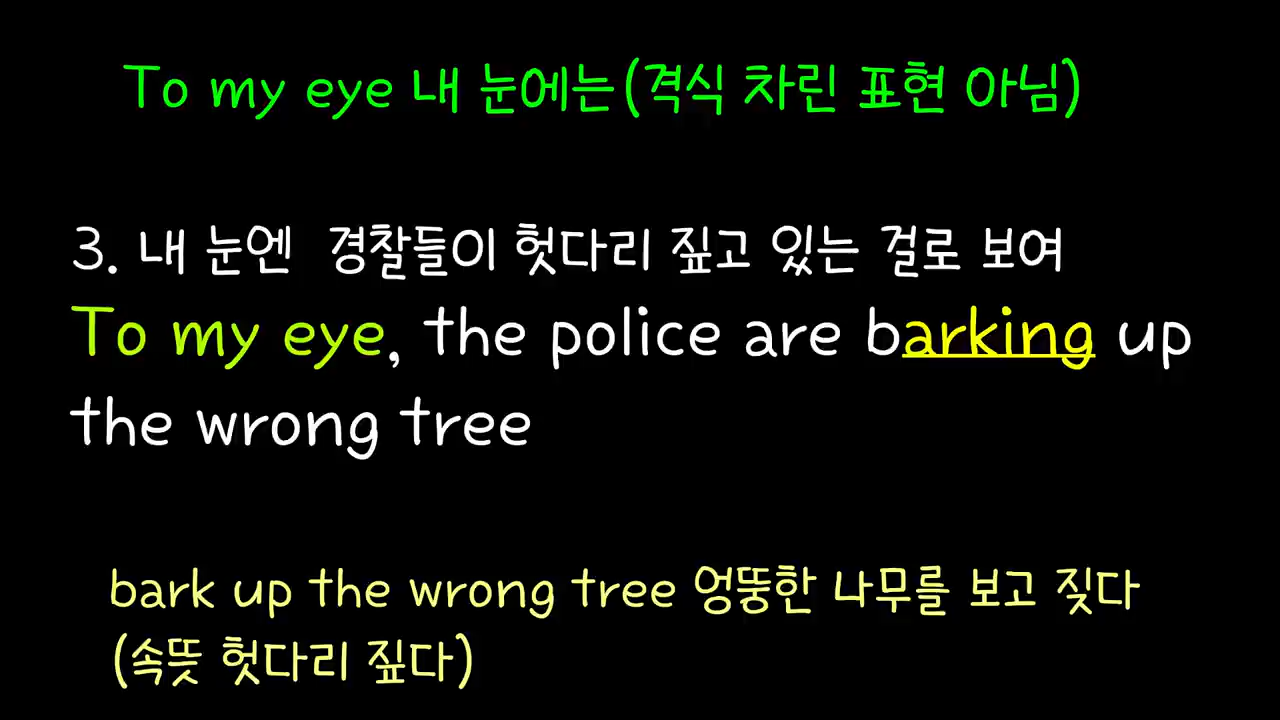 To my eye 내 눈에는(격식 차린 표현 아님)
3. 내 눈엔 경찰들이 헛다리 짚고 있는 걸로 보여
To my eye, the police are barking up
the wrong tree
bark up the wrong tree 엉뚱한 나무를 보고 짖다
(속뜻 헛다리 짚다)